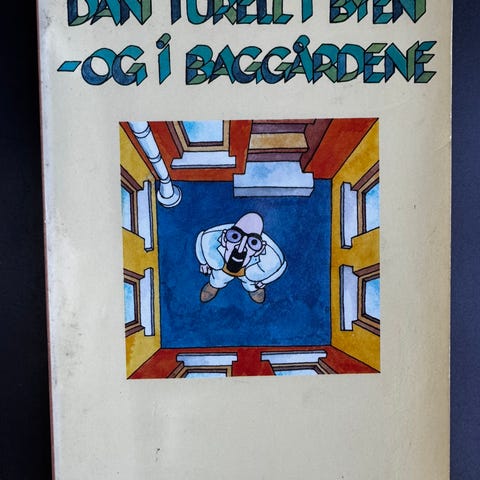 DAN TURÈLL I BYEN
-OG I BAGGÅRDENE